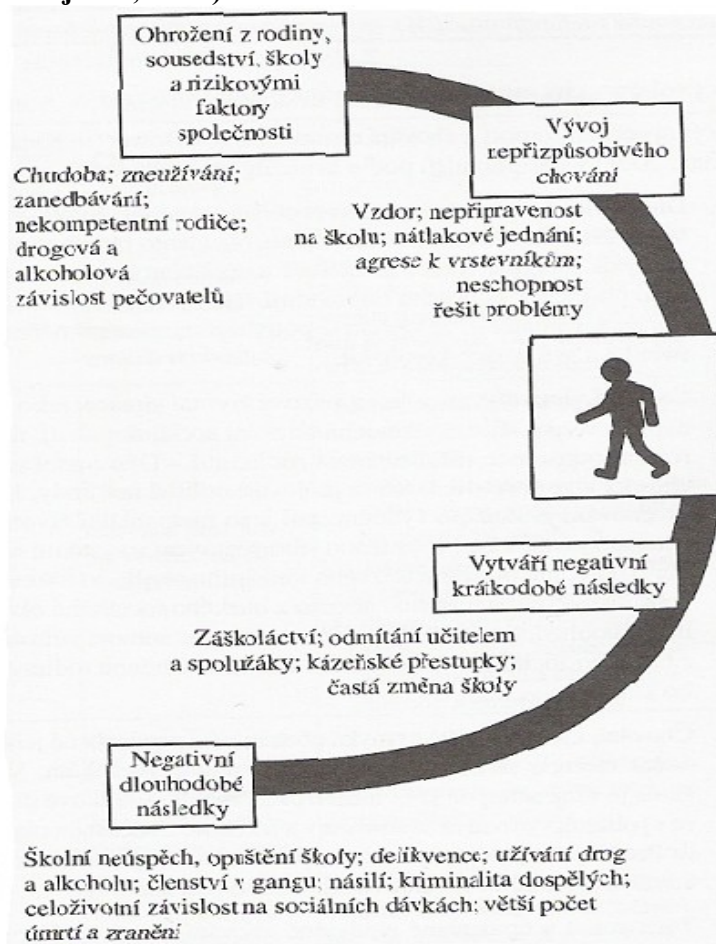 Ohrožení z rodiny,
sousedství, školy
a rizikovými
faktory
společnosti
Chudoba; zneužívání;
zanedbávání;
nekompetentní rodiče;
drogová a
alkoholová
závislost pečovatelů
Vývoj
nepřizpůsobivého
chování
Vzdor; nepřipravenost
na školu; nátlakové jednání;
agrese k vrstevníkům;
neschopnost
řešit problémy
Vytváří negativní
krátkodobé následky
Záškoláctví; odmítání učitelem
a spolužáky; kázeňské přestupky;
častá změna školy
Negativní
dlouhodobé
následky
Školní neúspěch, opuštění školy; delikvence; užívání drog
a alkoholu; členství v gangu; násilí; kriminalita dospělých;
celoživotní závislost na sociálních dávkách; větší počet
úmrtí a zranění